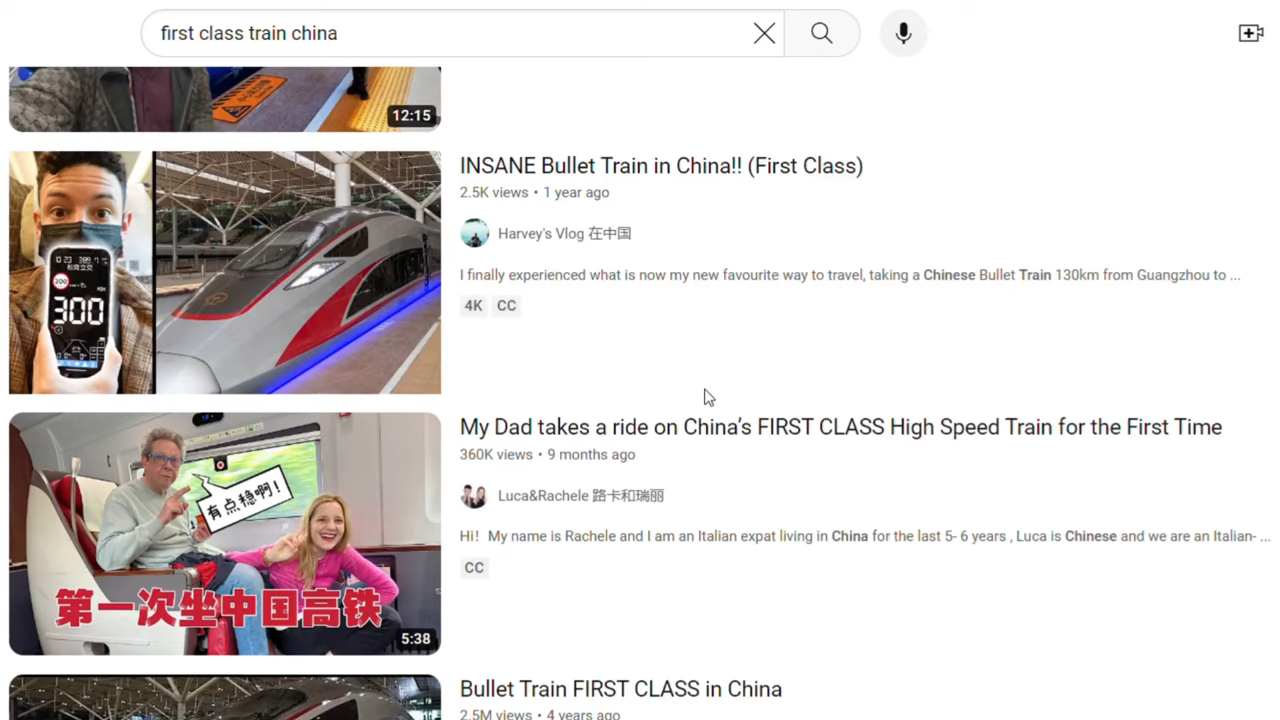 first class train china
12:15
INSANE Bullet Train in China!! (First Class)
2.5K views • 1 year ago
Harvey's Vlog 在中国
I finally experienced what is now my new favourite way to travel, taking a Chinese Bullet Train 130km from Guangzhou to ...
4K CC
300
My Dad takes a ride on China’s FIRST CLASS High Speed Train for the First Time
360K views • 9 months ago
Luca&Rachele 路卡和瑞丽
Hi! My name is Rachele and I am an Italian expat living in China for the last 5- 6 years , Luca is Chinese and we are an Italian- ...
CC
有点稳啊!
第一次坐中国高铁
5:38
Bullet Train FIRST CLASS in China
2.5M views • 4 years ago